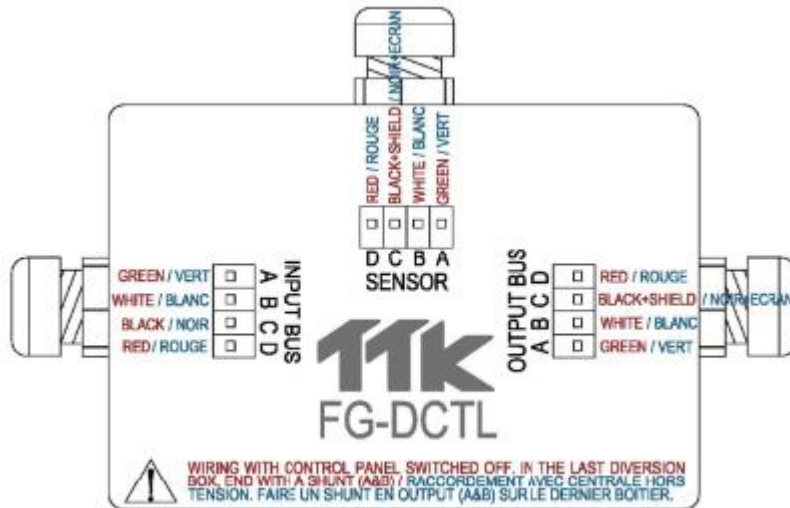 RED / ROUGE
BLACK+SHIELD / NOIR+ECRAN
WHITE / BLANC
GREEN / VERT
D C B A
SENSOR
GREEN / VERT
WHITE / BLANC
BLACK / NOIR
RED / ROUGE
A B C D
INPUT BUS
OUTPUT BUS
A B C D
RED / ROUGE
BLACK+SHIELD / NOIR+ECRAN
WHITE / BLANC
GREEN / VERT
TTK
FG-DCTL
WIRING WITH CONTROL PANEL SWITCHED OFF. IN THE LAST DIVERSION
BOX, END WITH A SHUNT (A&B) / RACCORDEMENT AVEC CENTRALE HORS
TENSION. FAIRE UN SHUNT EN OUTPUT (A&B) SUR LE DERNIER BOITIER.